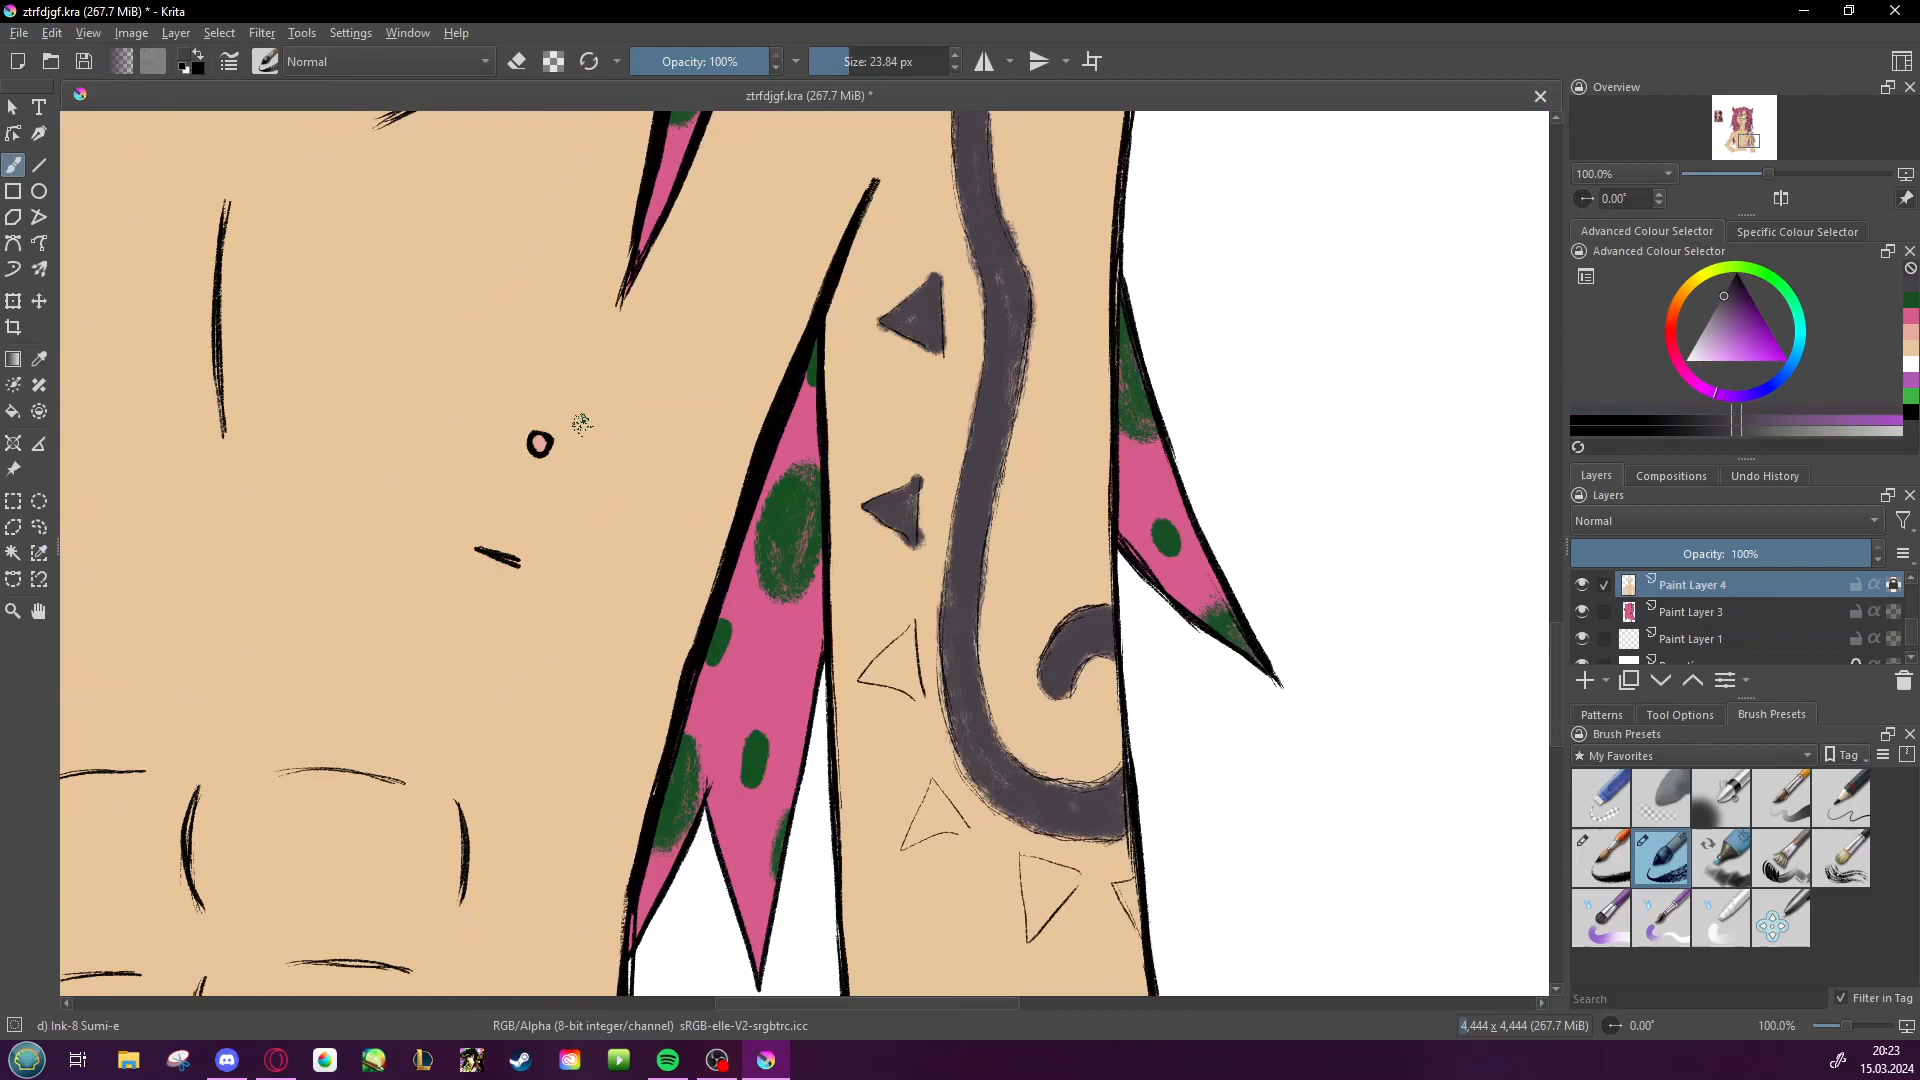 ztrfdjgf.kra (267.7 MiB) * - Krita
File Edit View Image Layer Select Filter Tools Settings Window Help
Normal
Opacity: 100%
Size: 23.84 px
ztrfdjgf.kra (267.7 MiB) *
Overview
100.0%
0.00°
Advanced Colour Selector
Specific Colour Selector
Advanced Colour Selector
Layers Compositions Undo History
Layers
Normal
Opacity: 100%
Paint Layer 4
Paint Layer 3
Paint Layer 1
Patterns Tool Options Brush Presets
Brush Presets
★ My Favorites
Tag
Search
Filter in Tag
d) Ink-8 Sumi-e
RGB/Alpha (8-bit integer/channel) sRGB-elle-V2-srgbtrc.icc
4,444 x 4,444 (267.7 MiB)
0.00°
100.0%
20:23
15.03.2024